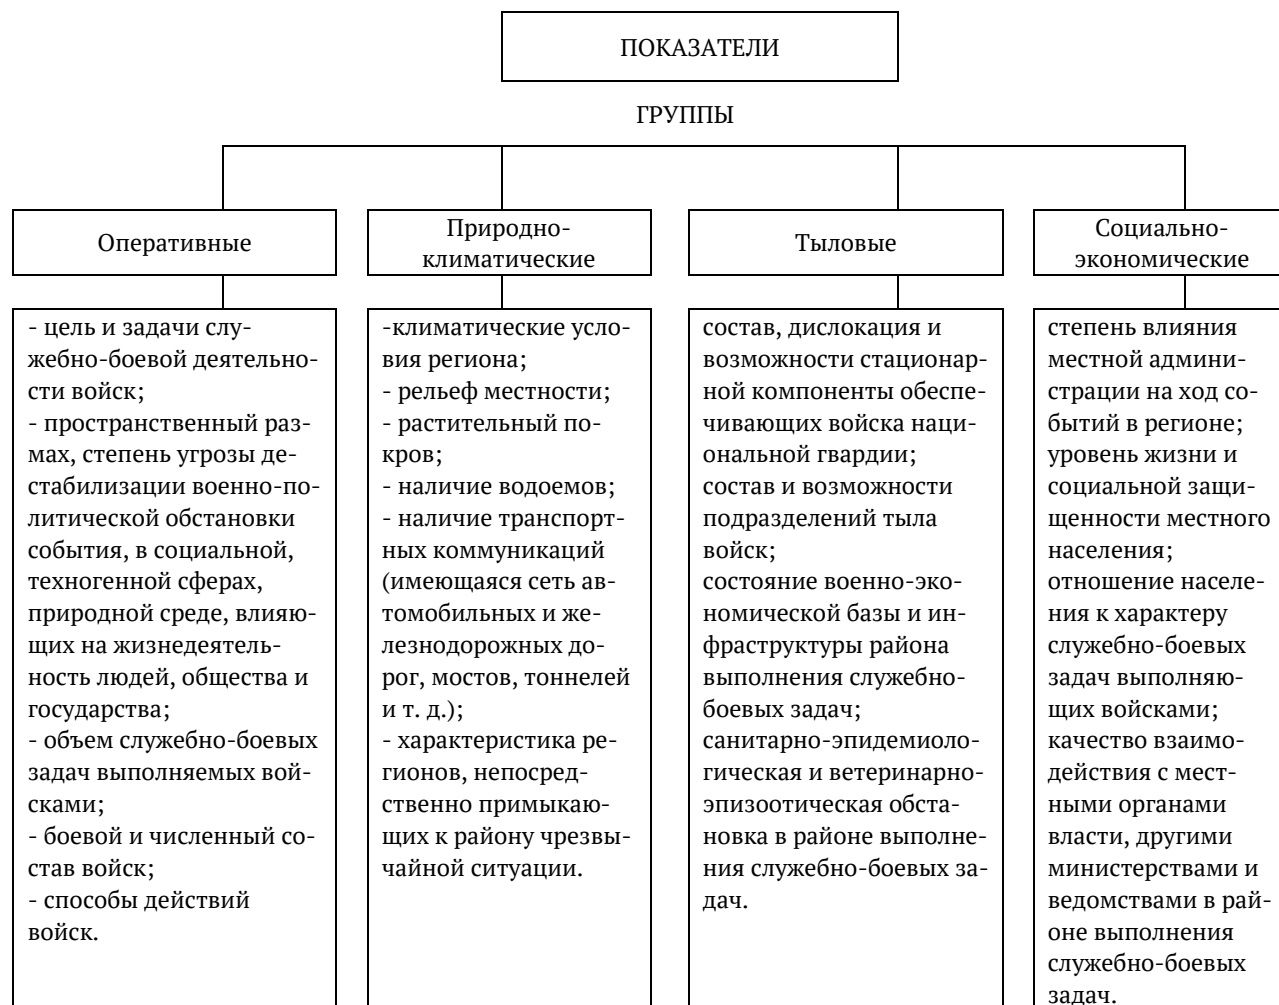 ПОКАЗАТЕЛИ
ГРУППЫ
Оперативные
- цель и задачи слу-
жебно-боевой деятельно-
сти войск;
- пространственный раз-
мах, степень угрозы де-
стабилизации военно-по-
литической обстановки
события, в социальной,
техногенной сферах,
природной среде, влияю-
щих на жизнедеятель-
ность людей, общества и
государства;
- объем служебно-боевых
задач выполняемых вой-
сками;
- боевой и численный со-
став войск;
- способы действий
войск.
Природно-
климатические
-климатические усло-
вия региона;
- рельеф местности;
- растительный по-
кров;
- наличие водоемов;
- наличие транспорт-
ных коммуникаций
(имеющаяся сеть ав-
томобильных и же-
лезнодорожных до-
рог, мостов, тоннелей
и т. д.);
- характеристика ре-
гионов, непосред-
ственно примыкаю-
щих к району чрезвы-
чайной ситуации.
Тыловые
состав, дислокация и
возможности стационар-
ной компоненты обеспе-
чивающих войска наци-
ональной гвардии;
состав и возможности
подразделений тыла
войск;
состояние военно-эко-
номической базы и ин-
фраструктуры района
выполнения служебно-
боевых задач;
санитарно-эпидемиоло-
гическая и ветеринарно-
эпизоотическая обста-
новка в районе выполне-
ния служебно-боевых за-
дач.
Социально-
экономические
степень влияния
местной админи-
страции на ход со-
бытий в регионе;
уровень жизни и
социальной защи-
щенности местного
населения;
отношение населе-
ния к характеру
служебно-боевых
задач выполняю-
щих войсками;
качество взаимо-
действия с мест-
ными органами
власти, другими
министерствами и
ведомствами в рай-
оне выполнения
служебно-боевых
задач.